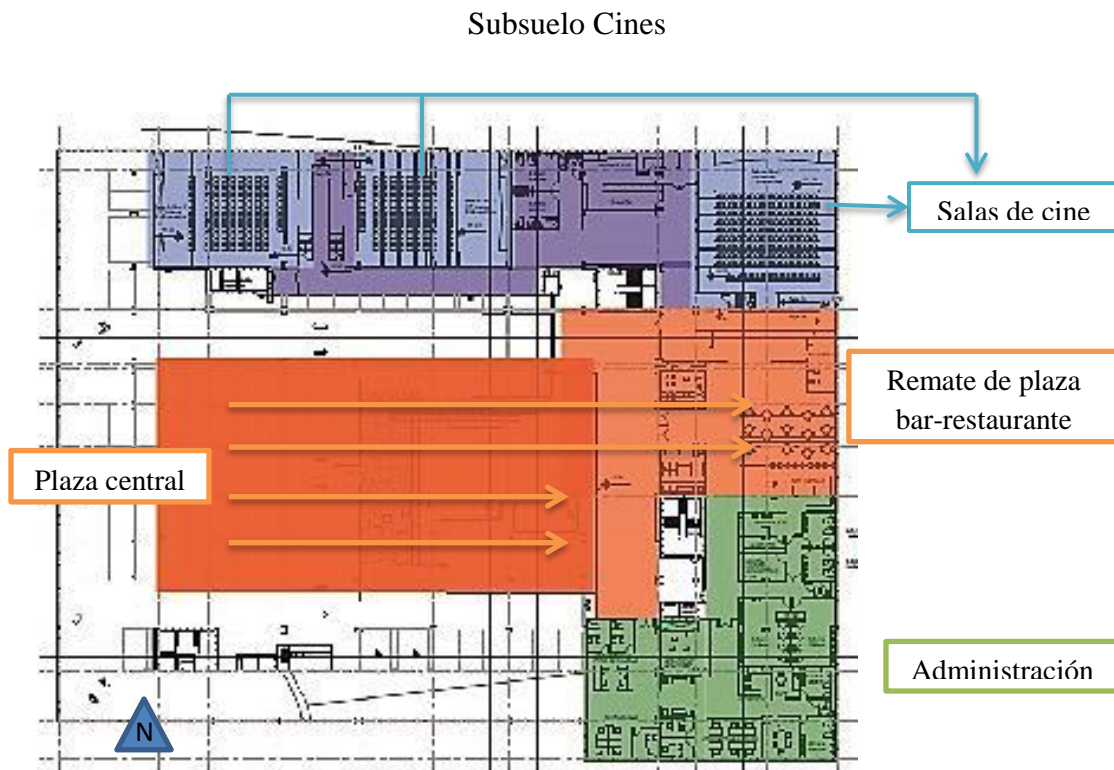 Subsuelo Cines
Salas de cine
Remate de plaza
bar-restaurante
Plaza central
Administración
N